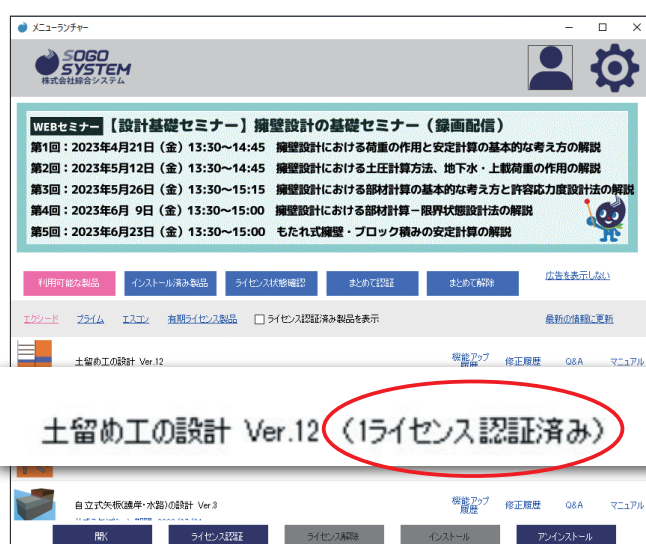 メニューランチャー
SOGO
SYSTEM
株式会社綜合システム
WEBセミナー 【設計基礎セミナー】擁壁設計の基礎セミナー（録画配信）
第1回：2023年4月21日（金）13:30～14:45 擁壁設計における荷重の作用と安定計算の基本的な考え方の解説
第2回：2023年5月12日（金）13:30～14:45 擁壁設計における土圧計算方法、地下水・上載荷重の作用の解説
第3回：2023年5月26日（金）13:30～15:15 擁壁設計における部材計算の基本的な考え方と許容応力度設計法の解説
第4回：2023年6月 9日（金）13:30～15:00 擁壁設計における部材計算－限界状態設計法の解説
第5回：2023年6月23日（金）13:30～15:00 もたれ式擁壁・ブロック積みの安定計算の解説
利用可能な製品 インストール済み製品 ライセンス状態確認 まとめて認証 まとめて解除 広告を表示しない
エクシード プライム エスコン 有期ライセンス製品 ライセンス認証済み製品を表示 最新の情報に更新
土留め工の設計 Ver.12 機能アップ履歴 修正履歴 Q&A マニュアル
土留め工の設計 Ver.12（1ライセンス認証済み）
自立式矢板(護岸・水路)の設計 Ver.3 機能アップ履歴 修正履歴 Q&A マニュアル
開く ライセンス認証 ライセンス解除 インストール アンインストール